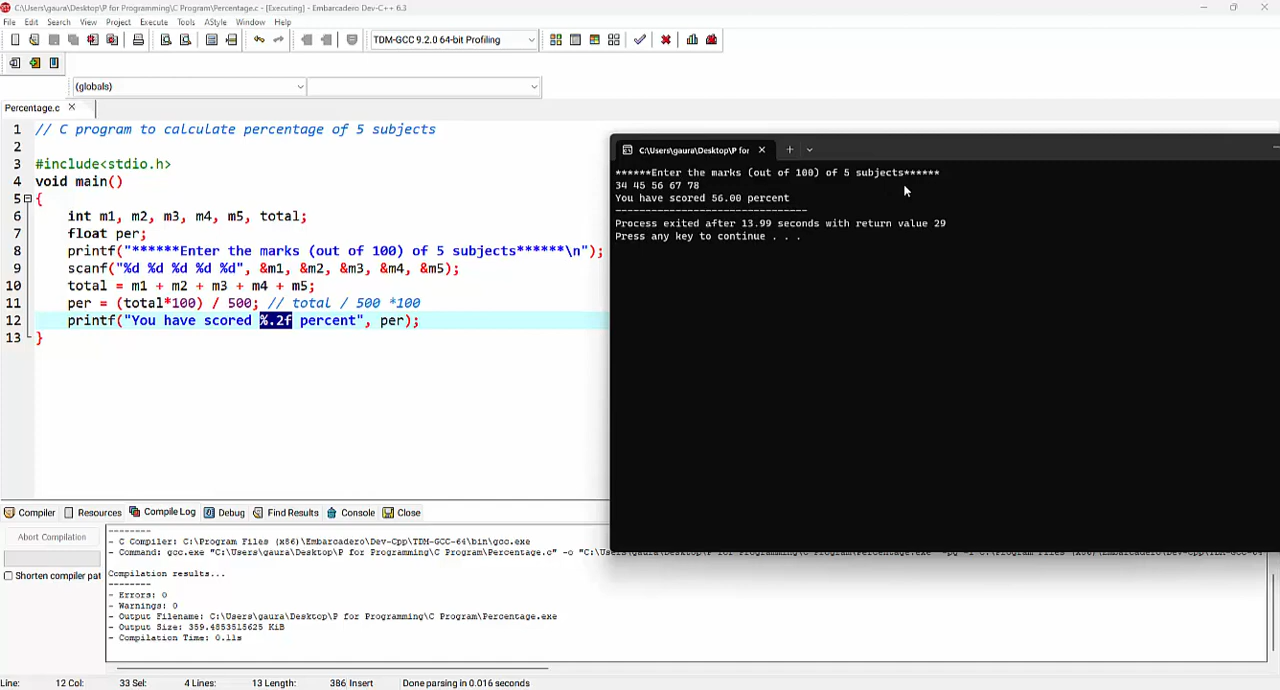 C:\Users\gaura\Desktop\P for Programming\C Program\Percentage.c - [Executing] - Embarcadero Dev-C++ 6.3
File Edit Search View Project Execute Tools AStyle Window Help
TDM-GCC 9.2.0 64-bit Profiling
(globals)
Percentage.c
1 // C program to calculate percentage of 5 subjects
2
3 #include<stdio.h>
4 void main()
5 {
6 int m1, m2, m3, m4, m5, total;
7 float per;
8 printf("******Enter the marks (out of 100) of 5 subjects******\n");
9 scanf("%d %d %d %d %d", &m1, &m2, &m3, &m4, &m5);
10 total = m1 + m2 + m3 + m4 + m5;
11 per = (total*100) / 500; // total / 500 *100
12 printf("You have scored %.2f percent", per);
13 }
C:\Users\gaura\Desktop\P for
******Enter the marks (out of 100) of 5 subjects******
34 45 56 67 78
You have scored 56.00 percent
--------------------------------
Process exited after 13.99 seconds with return value 29
Press any key to continue . . .
Compiler Resources Compile Log Debug Find Results Console Close
Abort Compilation
Shorten compiler pat
--------
- C Compiler: C:\Program Files (x86)\Embarcadero\Dev-Cpp\TDM-GCC-64\bin\gcc.exe
- Command: gcc.exe "C:\Users\gaura\Desktop\P for Programming\C Program\Percentage.c" -o "C:\Users\gaura\Desktop\P for Programming\C Program\Percentage.exe"
Compilation results...
--------
- Errors: 0
- Warnings: 0
- Output Filename: C:\Users\gaura\Desktop\P for Programming\C Program\Percentage.exe
- Output Size: 359.4853515625 KiB
- Compilation Time: 0.11s
Line: 12 Col: 33 Sel: 4 Lines: 13 Length: 386 Insert Done parsing in 0.016 seconds